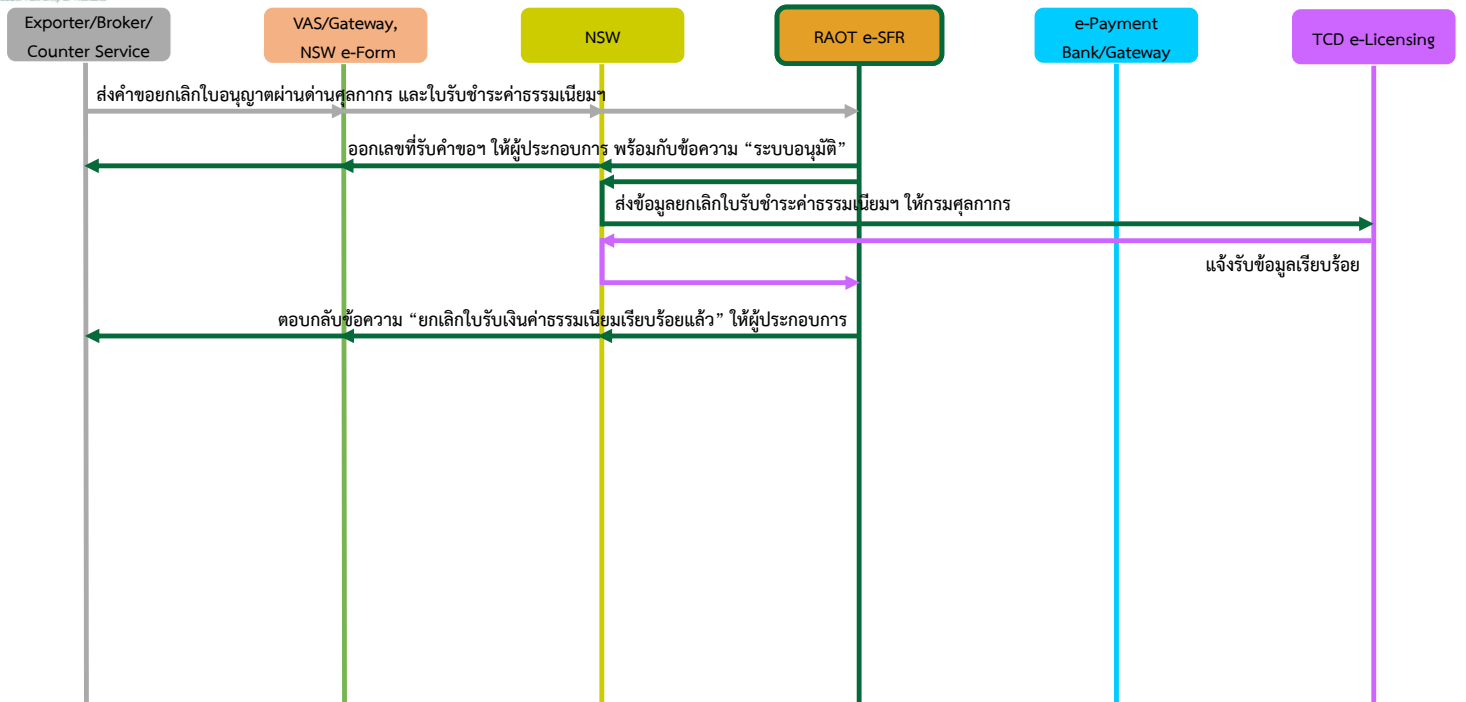 Exporter/Broker/
Counter Service
VAS/Gateway,
NSW e-Form
NSW
RAOT e-SFR
e-Payment
Bank/Gateway
TCD e-Licensing
ส่งคำขอยกเลิกใบอนุญาตผ่านด่านศุลกากร และใบรับชำระค่าธรรมเนียมฯ
ออกเลขที่รับคำขอฯ ให้ผู้ประกอบการ พร้อมกับข้อความ “ระบบอนุมัติ”
ส่งข้อมูลยกเลิกใบรับชำระค่าธรรมเนียมฯ ให้กรมศุลกากร
แจ้งรับข้อมูลเรียบร้อย
ตอบกลับข้อความ “ยกเลิกใบรับเงินค่าธรรมเนียมเรียบร้อยแล้ว” ให้ผู้ประกอบการ